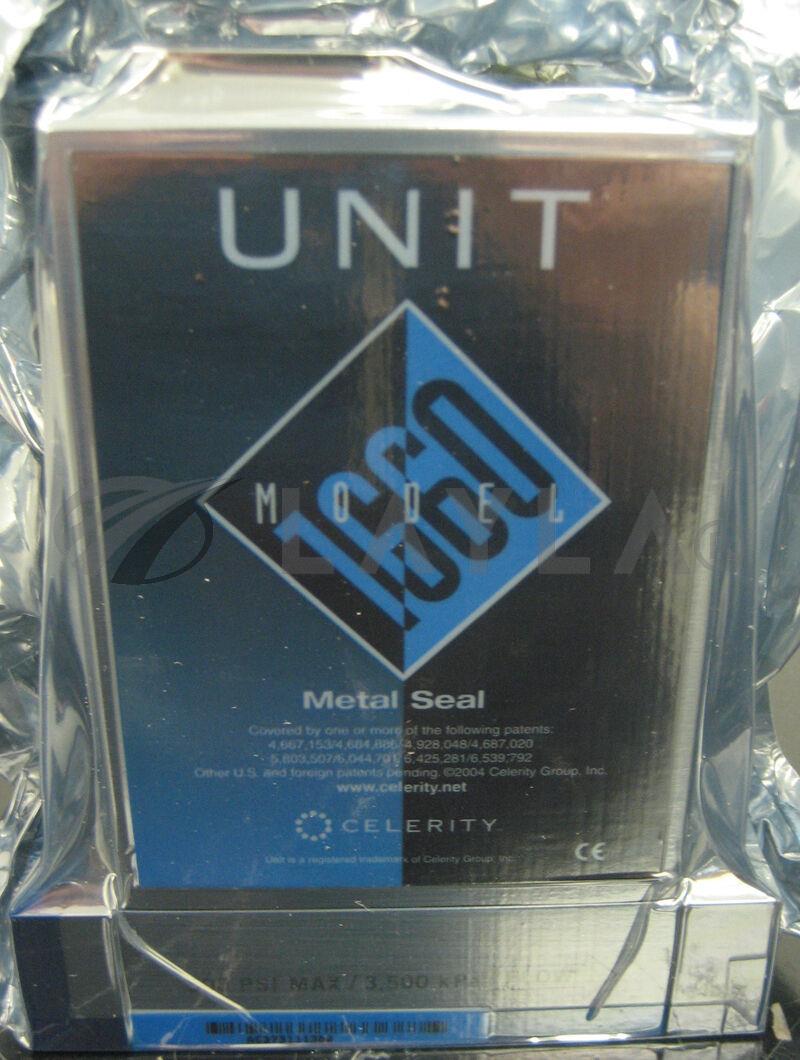 UNIT
1660
MODEL
LAYLA
Metal Seal
Covered by one or more of the following patents:
4,667,153/4,684,886/4,928,048/4,687,020
5,803,507/6,044,701/6,425,281/6,539,792
Other U.S. and foreign patents pending. ©2004 Celerity Group, Inc.
www.celerity.net
CELERITY
Unit is a registered trademark of Celerity Group, Inc.
CE
PSI MAX / 3,500 kPa